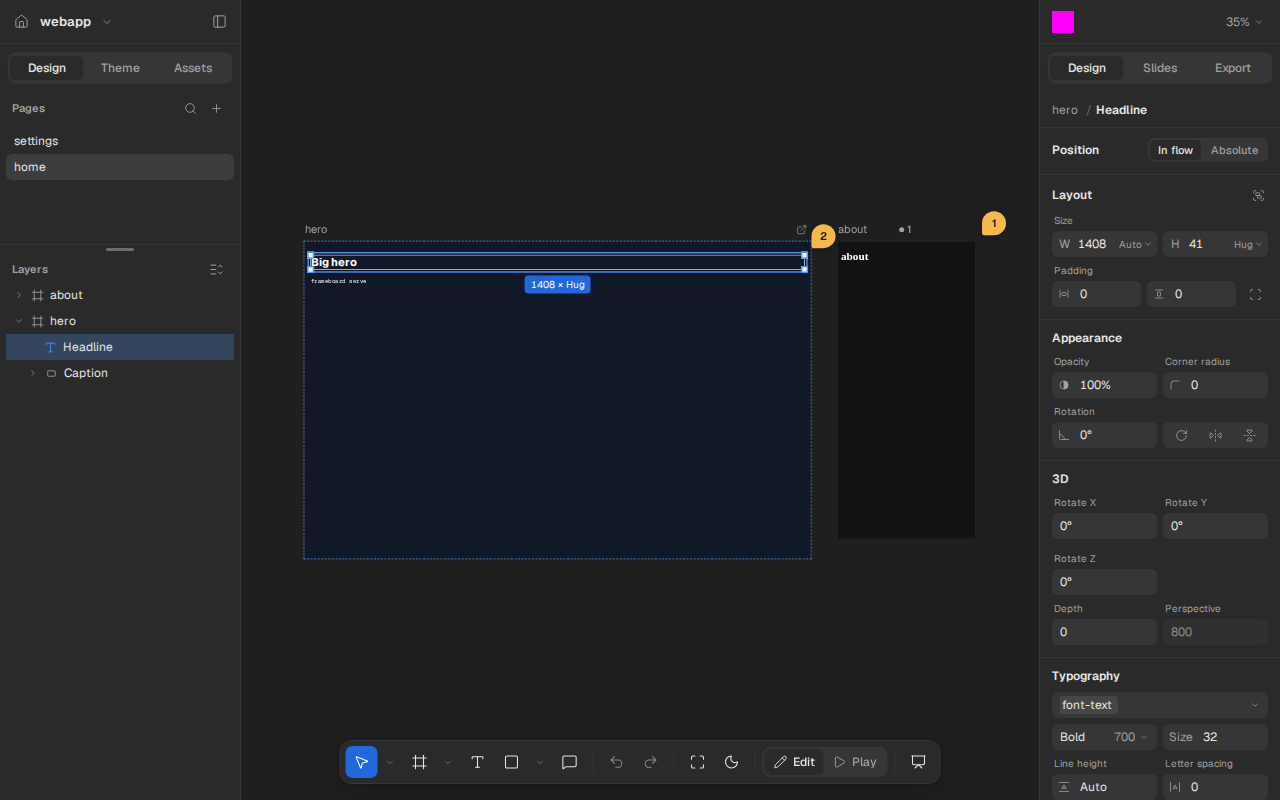 webapp
Design Theme Assets
Pages
settings
home
Layers
about
hero
Headline
Caption
hero
2
about
1
1
Big hero
frameboard serve
1408 × Hug
about
Edit Play
35%
Design Slides Export
hero / Headline
Position In flow Absolute
Layout
Size
W 1408 Auto H 41 Hug
Padding
0 0
Appearance
Opacity Corner radius
100% 0
Rotation
0°
3D
Rotate X Rotate Y
0° 0°
Rotate Z
0°
Depth Perspective
0 800
Typography
font-text
Bold 700 Size 32
Line height Letter spacing
Auto 0